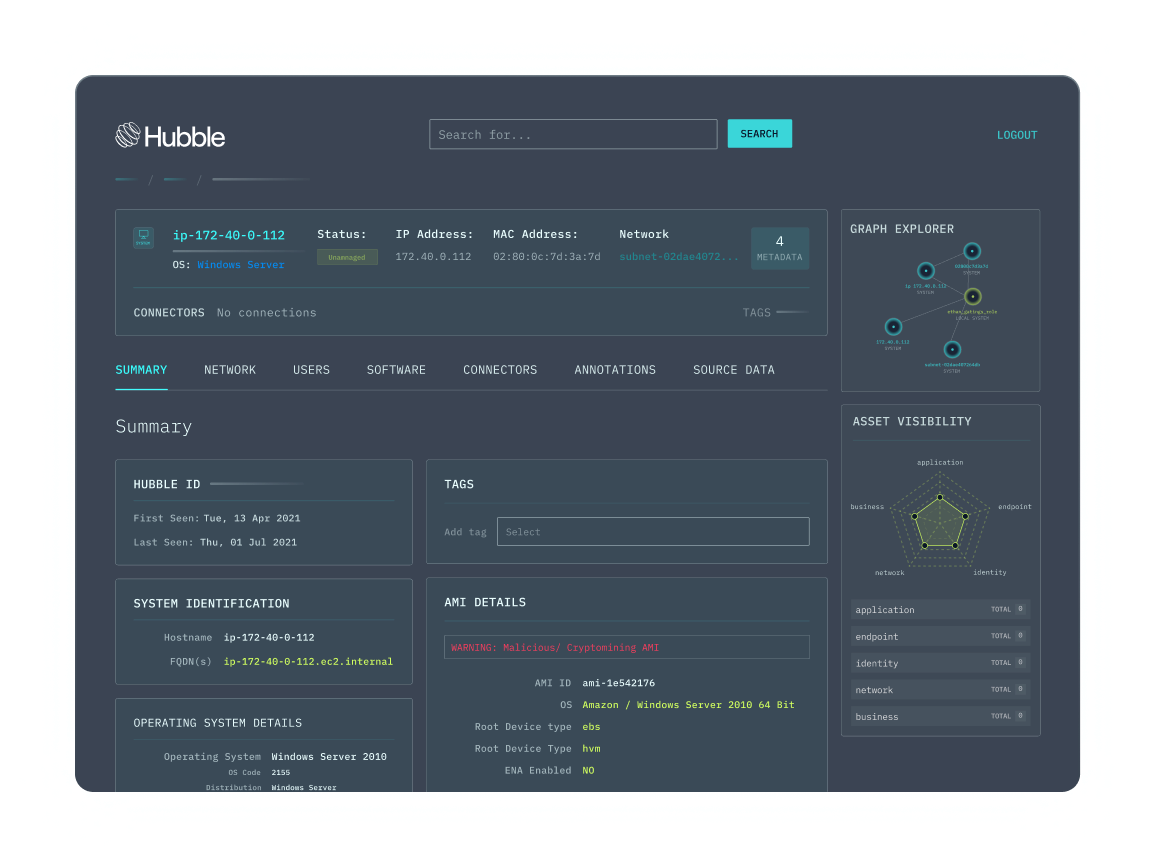 Hubble
Search for...
SEARCH
LOGOUT
/ /
SYSTEM
ip-172-40-0-112
OS: Windows Server
Status:
Unamnaged
IP Address:
172.40.0.112
MAC Address:
02:80:0c:7d:3a:7d
Network
subnet-02dae4072...
4
METADATA
CONNECTORS No connections
TAGS
SUMMARY NETWORK USERS SOFTWARE CONNECTORS ANNOTATIONS SOURCE DATA
Summary
HUBBLE ID
First Seen: Tue, 13 Apr 2021
Last Seen: Thu, 01 Jul 2021
SYSTEM IDENTIFICATION
Hostname ip-172-40-0-112
FQDN(s) ip-172-40-0-112.ec2.internal
OPERATING SYSTEM DETAILS
Operating System Windows Server 2010
OS Code 2155
Distribution Windows Server
TAGS
Add tag Select
AMI DETAILS
WARNING: Malicious/ Cryptomining AMI
AMI ID ami-1e542176
OS Amazon / Windows Server 2010 64 Bit
Root Device type ebs
Root Device Type hvm
ENA Enabled NO
GRAPH EXPLORER
SYSTEM
ip 172.40.0.112
SYSTEM
LOCAL SYSTEM
172.40.0.112
SYSTEM
SYSTEM
ASSET VISIBILITY
application
business
endpoint
network
identity
application TOTAL 0
endpoint TOTAL 0
identity TOTAL 0
network TOTAL 0
business TOTAL 0